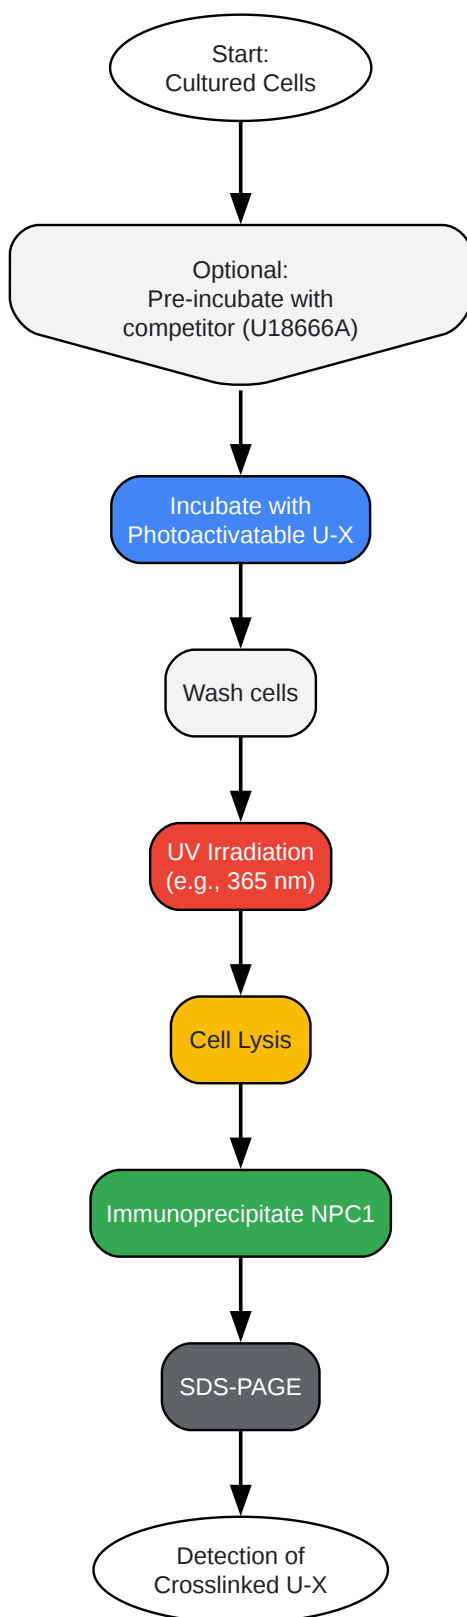 Start:
Cultured Cells
Optional:
Pre-incubate with
competitor (U18666A)
Incubate with
Photoactivatable U-X
Wash cells
UV Irradiation
(e.g., 365 nm)
Cell Lysis
Immunoprecipitate NPC1
SDS-PAGE
Detection of
Crosslinked U-X